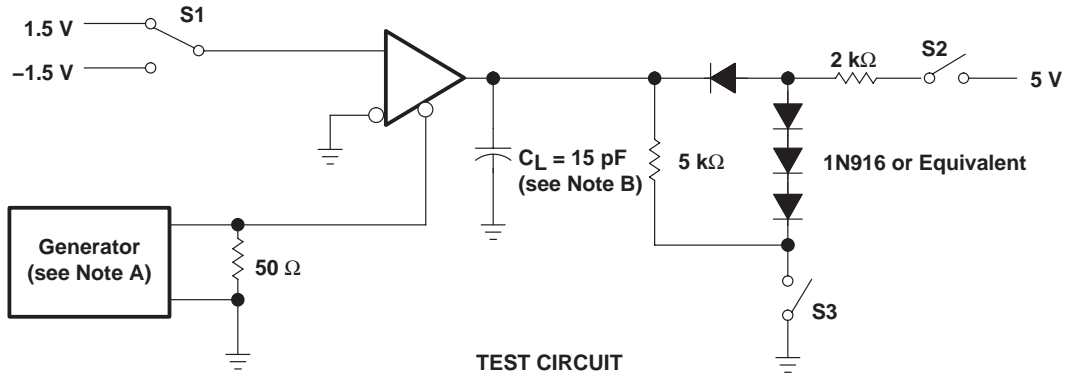 1.5 V
S1
–1.5 V
2 kΩ
S2
5 V
CL = 15 pF
(see Note B)
5 kΩ
1N916 or Equivalent
Generator
(see Note A)
50 Ω
S3
TEST CIRCUIT